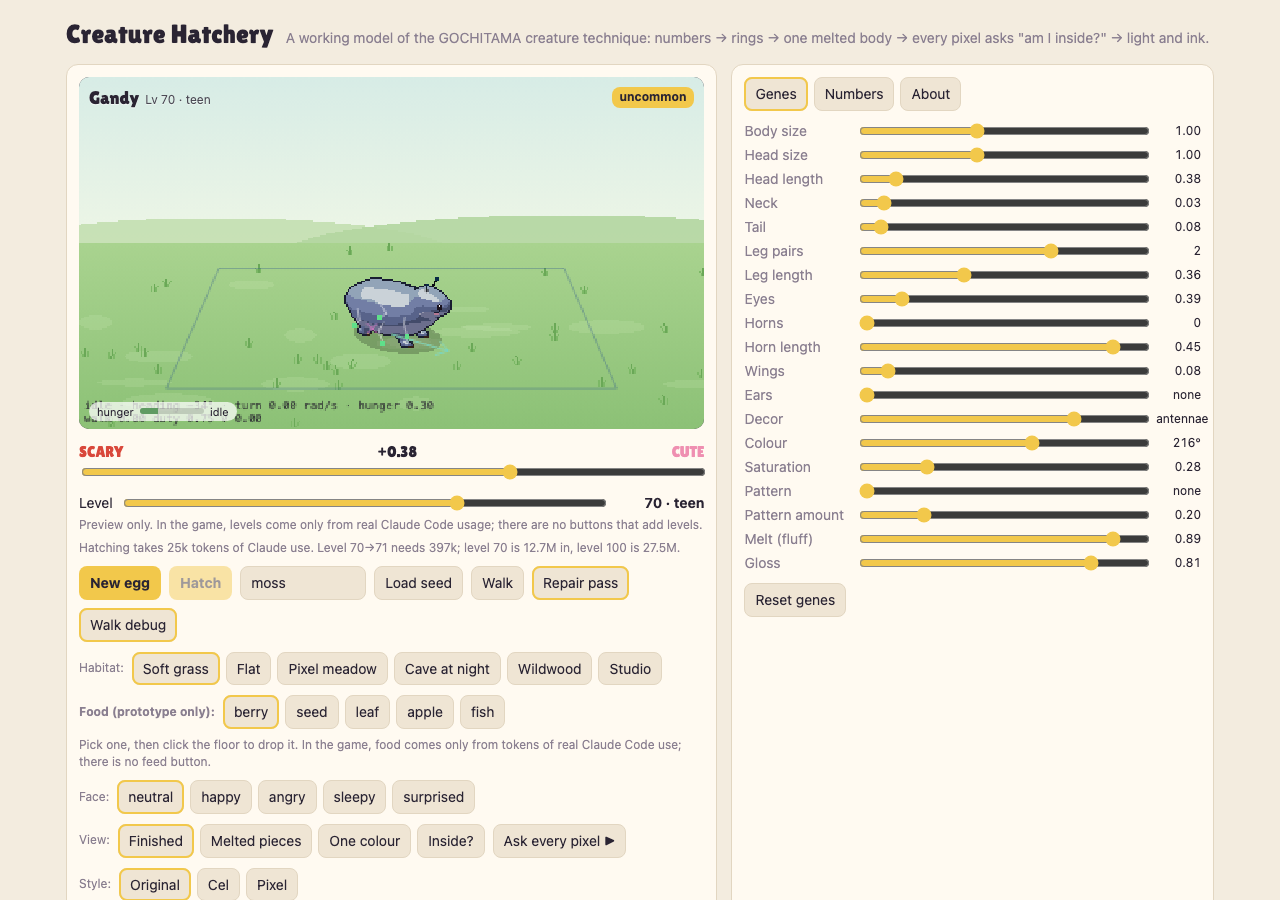 Creature Hatchery A working model of the GOCHITAMA creature technique: numbers → rings → one melted body → every pixel asks "am I inside?" → light and ink.
Gandy Lv 70 · teen uncommon
turn 0.08 rad/s · hunger 0.30
hunger idle
SCARY +0.38 CUTE
Level 70 · teen
Preview only. In the game, levels come only from real Claude Code usage; there are no buttons that add levels.
Hatching takes 25k tokens of Claude use. Level 70→71 needs 397k; level 70 is 12.7M in, level 100 is 27.5M.
New egg Hatch moss Load seed Walk Repair pass
Walk debug
Habitat: Soft grass Flat Pixel meadow Cave at night Wildwood Studio
Food (prototype only): berry seed leaf apple fish
Pick one, then click the floor to drop it. In the game, food comes only from tokens of real Claude Code use;
there is no feed button.
Face: neutral happy angry sleepy surprised
View: Finished Melted pieces One colour Inside? Ask every pixel ▶
Style: Original Cel Pixel
Genes Numbers About
Body size 1.00
Head size 1.00
Head length 0.38
Neck 0.03
Tail 0.08
Leg pairs 2
Leg length 0.36
Eyes 0.39
Horns 0
Horn length 0.45
Wings 0.08
Ears none
Decor antennae
Colour 216°
Saturation 0.28
Pattern none
Pattern amount 0.20
Melt (fluff) 0.89
Gloss 0.81
Reset genes